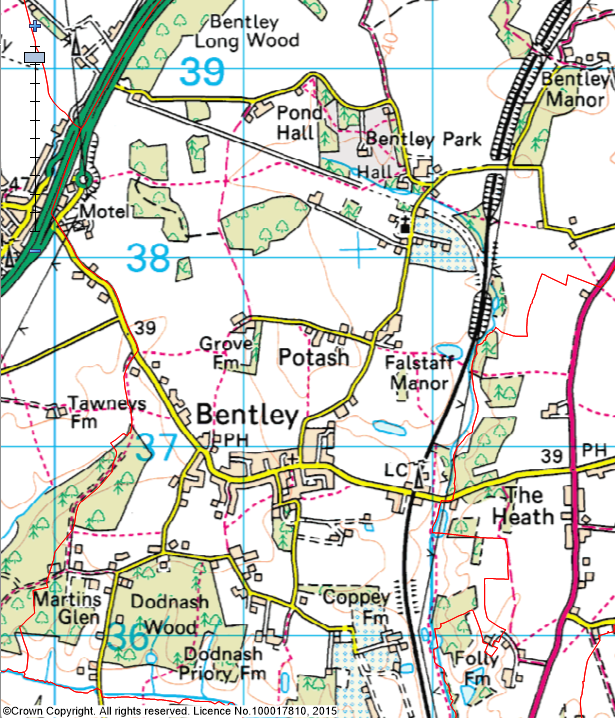 Bentley
Long Wood
39
40
Bentley
Manor
Pond
Hall
Bentley Park
Hall
47
Motel
38
39
Grove
Fm
Potash
Falstaff
Manor
Tawneys
Fm
Bentley
37
PH
39
PH
LC
The
Heath
Martins
Glen
Dodnash
Wood
Coppey
Fm
36
Dodnash
Priory Fm
Folly
Fm
©Crown Copyright. All rights reserved. Licence No.100017810, 2015